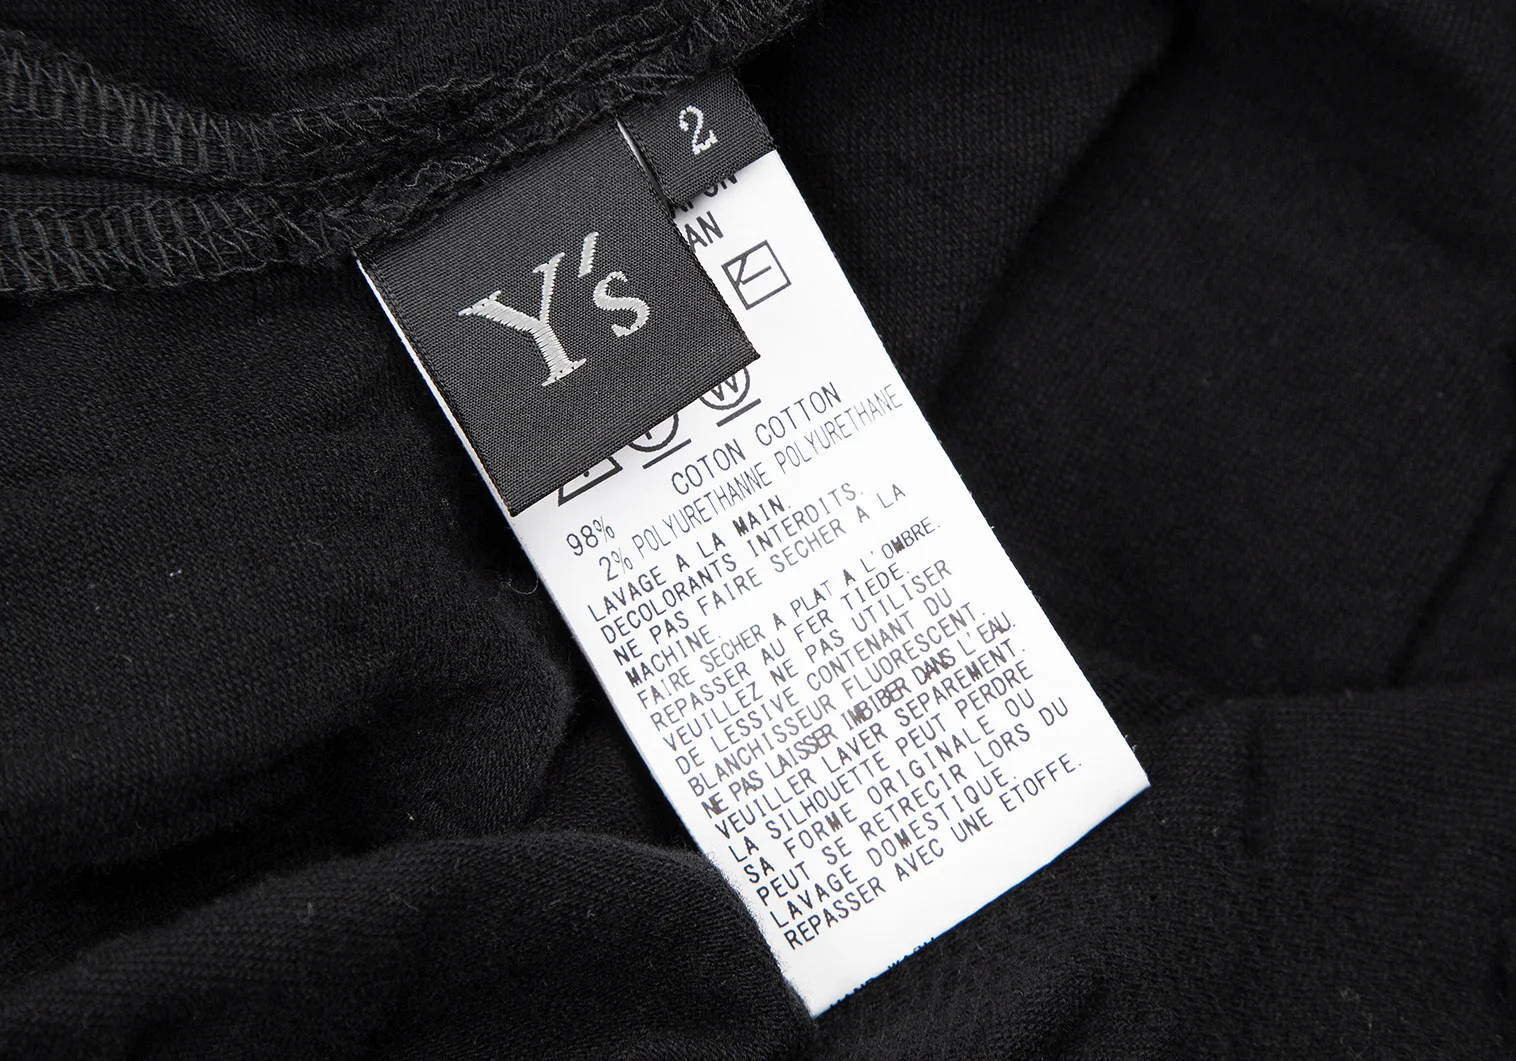 2
Y's
AN
W
98% COTON COTTON
2% POLYURETHANNE POLYURETHANE
LAVAGE A LA MAIN.
DECOLORANTS INTERDITS.
NE PAS FAIRE SECHER A LA
MACHINE.
FAIRE SECHER A PLAT A L'OMBRE.
REPASSER AU FER TIEDE.
VEUILLEZ NE PAS UTILISER
DE LESSIVE CONTENANT DU
BLANCHISSEUR FLUORESCENT.
NE PAS LAISSER IMBIBER DANS L'EAU.
VEUILLER LAVER SEPAREMENT.
LA SILHOUETTE PEUT PERDRE
SA FORME ORIGINALE OU
PEUT SE RETRECIR LORS DU
LAVAGE DOMESTIQUE.
REPASSER AVEC UNE ETOFFE.